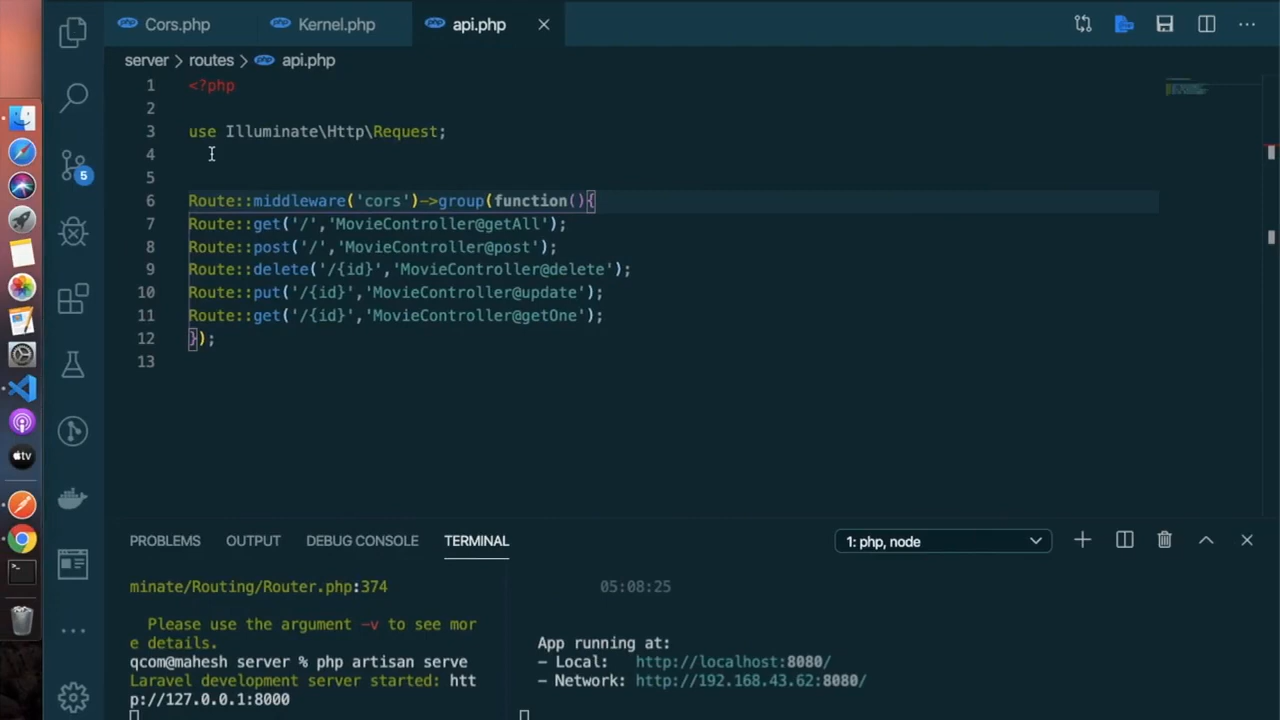 Cors.php Kernel.php api.php
server > routes > api.php
1 <?php
2
3 use Illuminate\Http\Request;
4
5
6 Route::middleware('cors')->group(function(){
7 Route::get('/','MovieController@getAll');
8 Route::post('/','MovieController@post');
9 Route::delete('/{id}','MovieController@delete');
10 Route::put('/{id}','MovieController@update');
11 Route::get('/{id}','MovieController@getOne');
12 });
13
5
tv
PROBLEMS OUTPUT DEBUG CONSOLE TERMINAL 1: php, node
minate/Routing/Router.php:374
Please use the argument -v to see mor
e details.
qcom@mahesh server % php artisan serve
Laravel development server started: htt
p://127.0.0.1:8000
05:08:25
App running at:
- Local: http://localhost:8080/
- Network: http://192.168.43.62:8080/